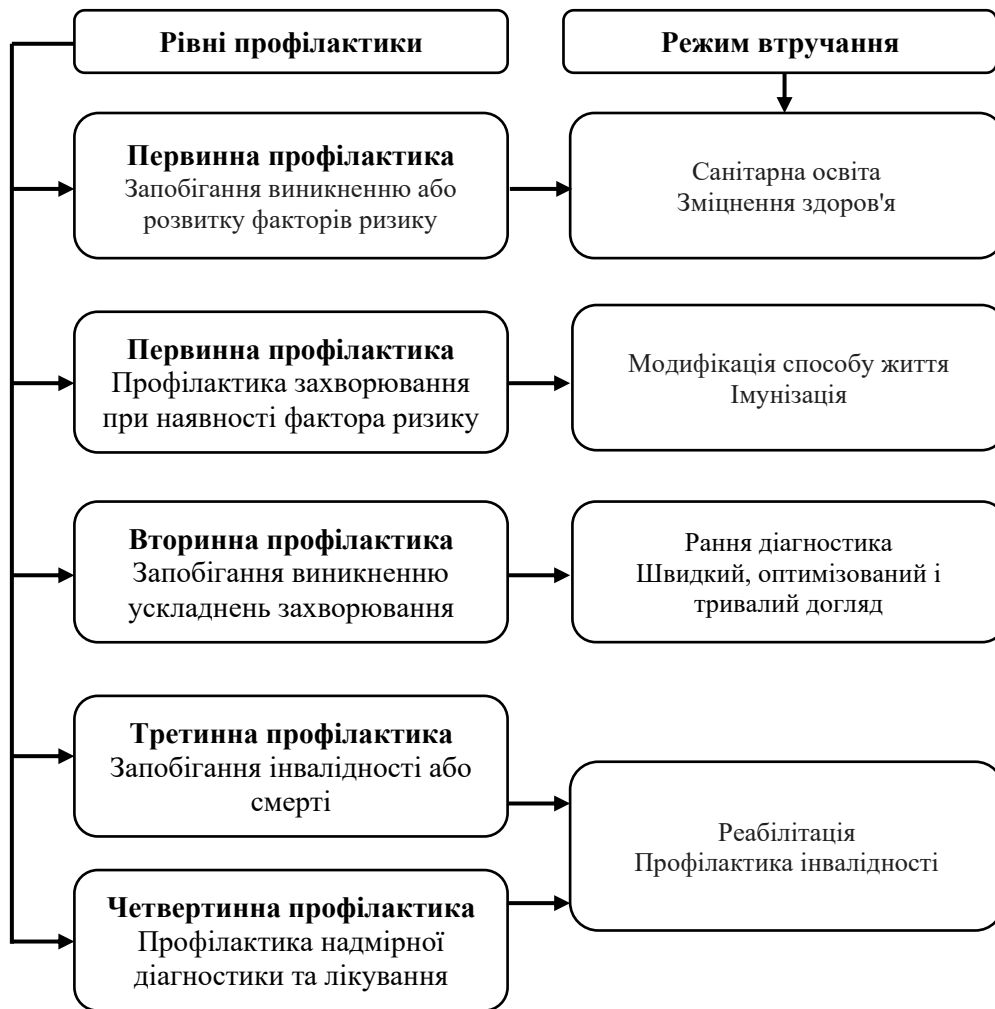 Рівні профілактики
Режим втручання
Первинна профілактика
Запобігання виникненню або
розвитку факторів ризику
Санітарна освіта
Зміцнення здоров'я
Первинна профілактика
Профілактика захворювання
при наявності фактора ризику
Модифікація способу життя
Імунізація
Вторинна профілактика
Запобігання виникненню
ускладнень захворювання
Рання діагностика
Швидкий, оптимізований і
тривалий догляд
Третинна профілактика
Запобігання інвалідності або
смерті
Реабілітація
Профілактика інвалідності
Четвертинна профілактика
Профілактика надмірної
діагностики та лікування